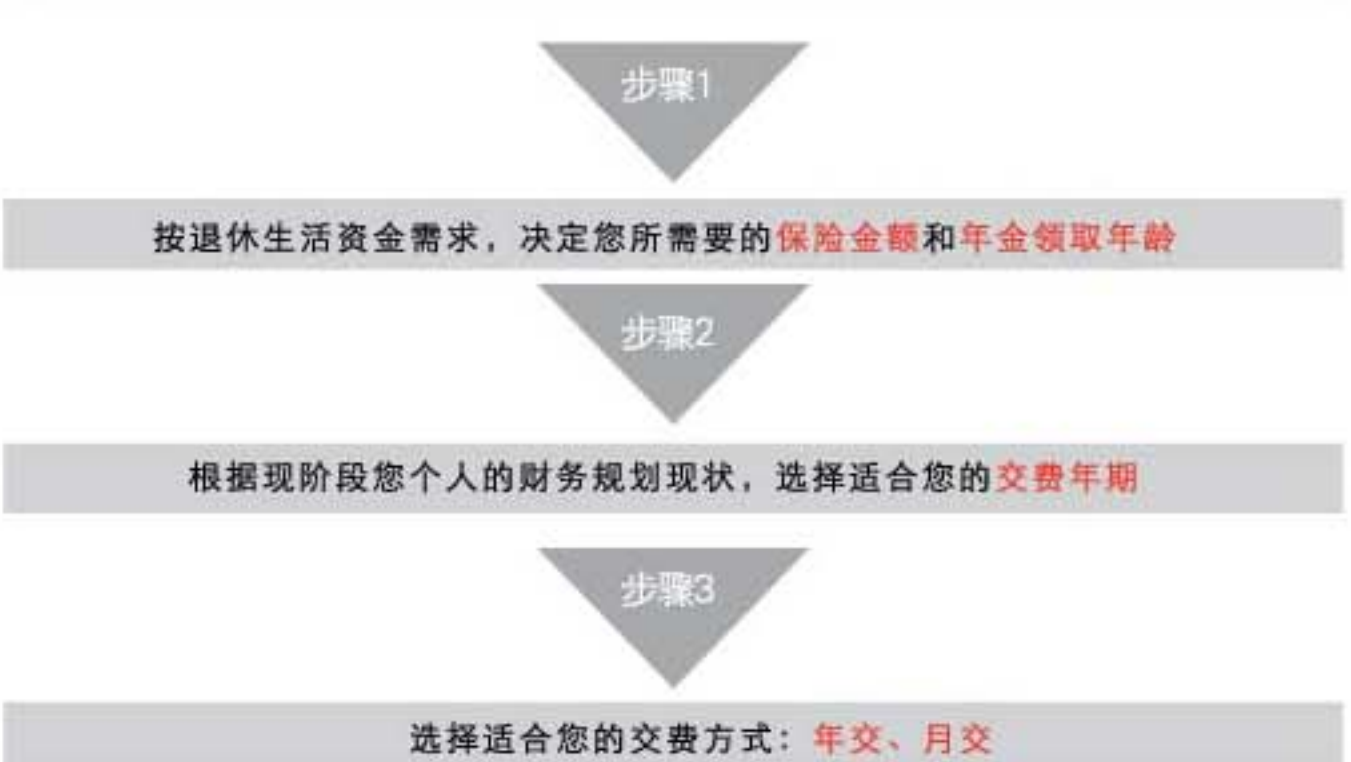 步骤1
按退休生活资金需求，决定您所需要的保险金额和年金领取年龄
步骤2
根据现阶段您个人的财务规划现状，选择适合您的交费年期
步骤3
选择适合您的交费方式：年交、月交